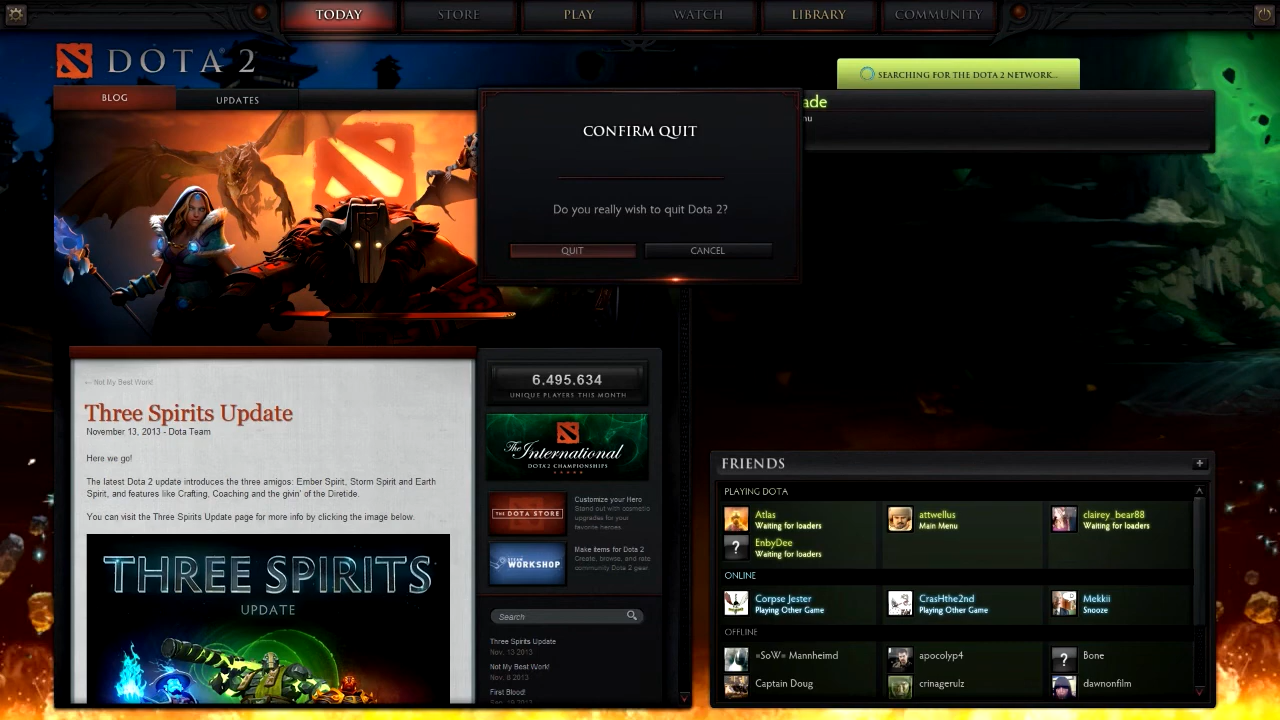 TODAY
STORE
PLAY
WATCH
LIBRARY
COMMUNITY
DOTA 2
SEARCHING FOR THE DOTA 2 NETWORK...
BLOG
UPDATES
ade
nu
CONFIRM QUIT
Do you really wish to quit Dota 2?
QUIT
CANCEL
← Not My Best Work!
Three Spirits Update
November 13, 2013 - Dota Team
Here we go!
The latest Dota 2 update introduces the three amigos: Ember Spirit, Storm Spirit and Earth
Spirit, and features like Crafting, Coaching and the givin' of the Diretide.
You can visit the Three Spirits Update page for more info by clicking the image below.
THREE SPIRITS
UPDATE
6,495,634
UNIQUE PLAYERS THIS MONTH
The International
DOTA 2 CHAMPIONSHIPS
THE DOTA STORE
Customize your Hero
Stand out with cosmetic
upgrades for your
favorite heroes.
STEAM
WORKSHOP
Make items for Dota 2
Create, browse, and rate
community Dota 2 gear.
Search
Three Spirits Update
Nov. 13 2013
Not My Best Work!
Nov. 8 2013
First Blood!
Sep. 19 2013
FRIENDS
+
PLAYING DOTA
Atlas
Waiting for loaders
attwellus
Main Menu
clairey_bear88
Waiting for loaders
?
EnbyDee
Waiting for loaders
ONLINE
Corpse Jester
Playing Other Game
CrasHthe2nd
Playing Other Game
Mekkii
Snooze
OFFLINE
=SoW= Mannheimd
apocolyp4
?
Bone
Captain Doug
crinagerulz
dawnonfilm